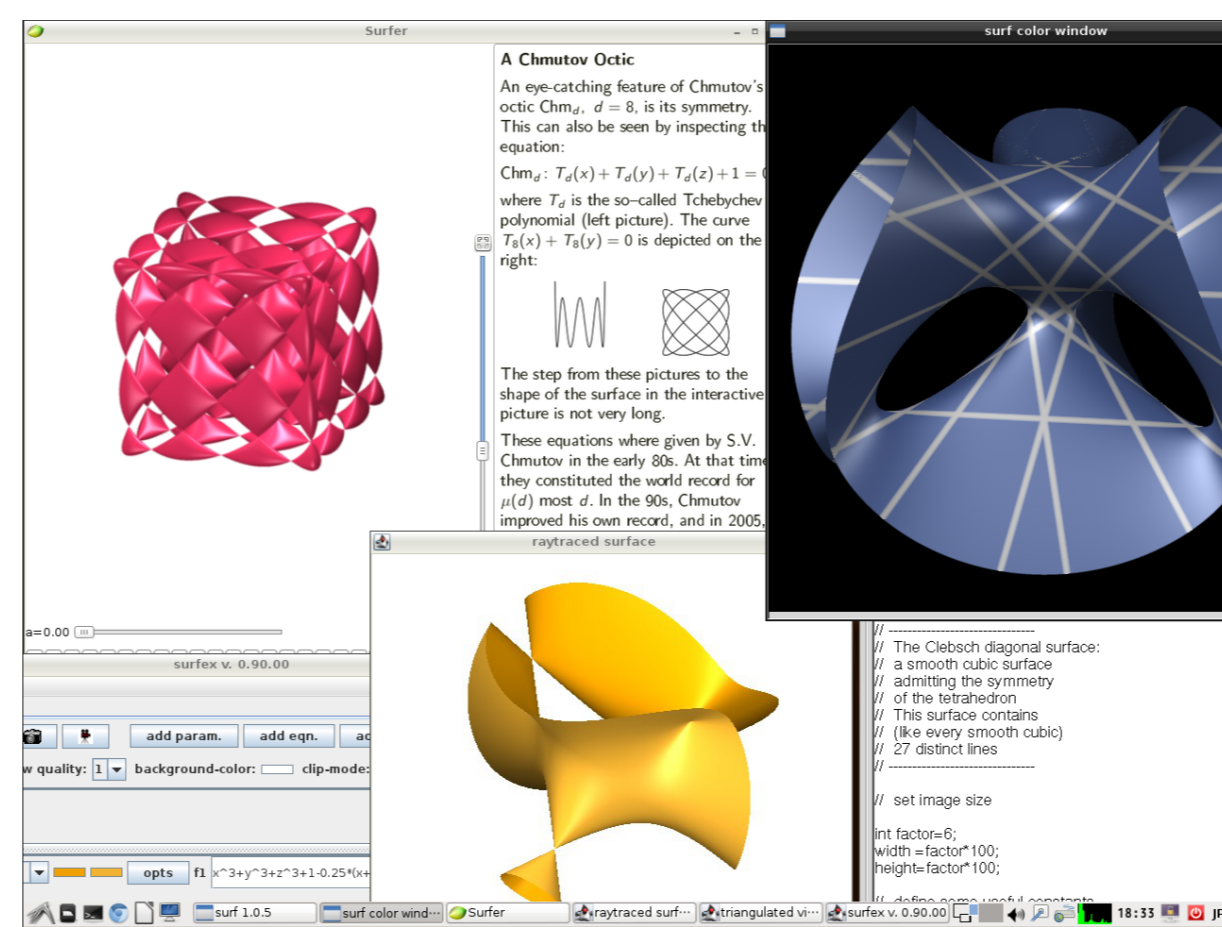 Surfer
A Chmutov Octic
An eye-catching feature of Chmutov's
octic Chm_d, d = 8, is its symmetry.
This can also be seen by inspecting th
equation:
Chm_d : T_d(x) + T_d(y) + T_d(z) + 1 = 0
where T_d is the so–called Tchebychev
polynomial (left picture). The curve
T_8(x) + T_8(y) = 0 is depicted on the
right:
The step from these pictures to the
shape of the surface in the interactive
picture is not very long.
These equations where given by S.V.
Chmutov in the early 80s. At that time
they constituted the world record for
μ(d) most d. In the 90s, Chmutov
improved his own record, and in 2005,
a=0.00
surf color window
raytraced surface
surfex v. 0.90.00
add param.
add eqn.
ac
w quality: 1
background-color:
clip-mode:
opts
f1
x^3+y^3+z^3+1-0.25*(x+
// ------------------------------
// The Clebsch diagonal surface:
// a smooth cubic surface
// admitting the symmetry
// of the tetrahedron
// This surface contains
// (like every smooth cubic)
// 27 distinct lines
// ------------------------------
// set image size
int factor=6;
width =factor*100;
height=factor*100;
// define some useful constants
surf 1.0.5
surf color wind···
Surfer
raytraced surf···
triangulated vi···
surfex v. 0.90.00
18:33
JP